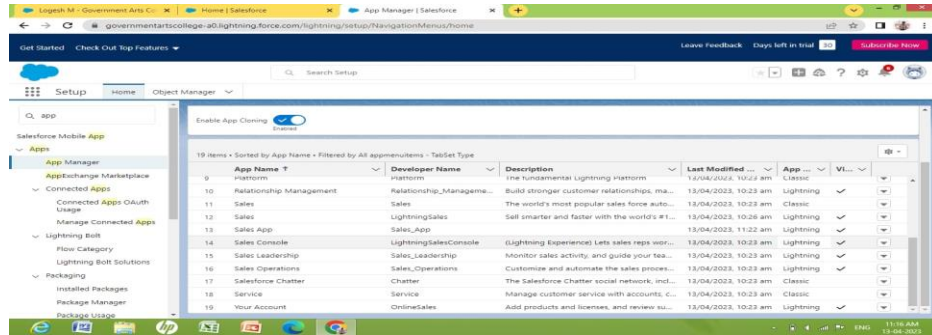 Logesh M - Government Arts Co
Home | Salesforce
App Manager | Salesforce
governmentartscollege-a0.lightning.force.com/lightning/setup/NavigationMenus/home
Get Started Check Out Top Features
Leave Feedback Days left in trial 30 Subscribe Now
Search Setup
Setup Home Object Manager
app
Enable App Cloning
Enabled
Salesforce Mobile App
Apps
App Manager
AppExchange Marketplace
Connected Apps
Connected Apps OAuth
Usage
Manage Connected Apps
Lightning Bolt
Flow Category
Lightning Bolt Solutions
Packaging
Installed Packages
Package Manager
Package Usage
19 items • Sorted by App Name • Filtered by All appmenuitems - TabSet Type
App Name ↑ Developer Name Description Last Modified ... App ... Vi...
9 Platform Platform The fundamental Lightning Platform 13/04/2023, 10:23 am Classic
10 Relationship Management Relationship_Manageme... Build stronger customer relationships, ma... 13/04/2023, 10:23 am Lightning
11 Sales Sales The world's most popular sales force auto... 13/04/2023, 10:23 am Classic
12 Sales LightningSales Sell smarter and faster with the world's #1... 13/04/2023, 10:26 am Lightning
13 Sales App Sales_App 13/04/2023, 11:22 am Lightning
14 Sales Console LightningSalesConsole (Lightning Experience) Lets sales reps wor... 13/04/2023, 10:23 am Lightning
15 Sales Leadership Sales_Leadership Monitor sales activity, and guide your tea... 13/04/2023, 10:23 am Lightning
16 Sales Operations Sales_Operations Customize and automate the sales proces... 13/04/2023, 10:23 am Lightning
17 Salesforce Chatter Chatter The Salesforce Chatter social network, incl... 13/04/2023, 10:23 am Classic
18 Service Service Manage customer service with accounts, c... 13/04/2023, 10:23 am Classic
19 Your Account OnlineSales Add products and licenses, and review su... 13/04/2023, 10:23 am Lightning
ENG 11:16 AM
13-04-2023